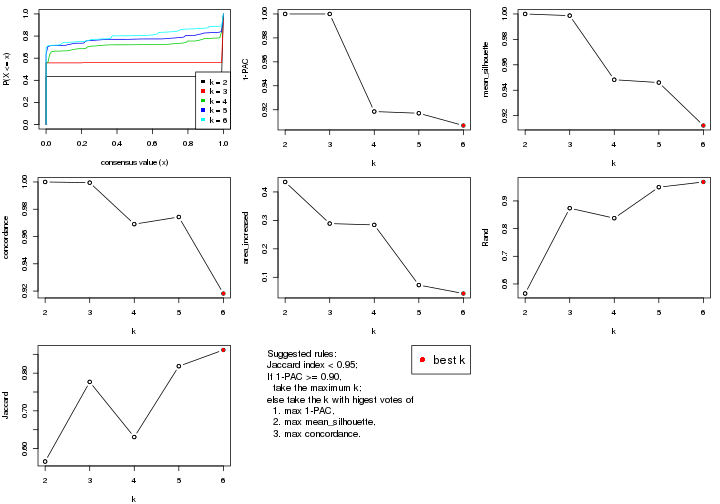 P(X <= x)
0.0 0.2 0.4 0.6 0.8 1.0
k = 2
k = 3
k = 4
k = 5
k = 6
0.0 0.2 0.4 0.6 0.8 1.0
consensus value (x)
1-PAC
0.92 0.94 0.96 0.98 1.00
2 3 4 5 6
k
mean_silhouette
0.92 0.94 0.96 0.98 1.00
2 3 4 5 6
k
concordance
0.92 0.94 0.96 0.98 1.00
2 3 4 5 6
k
area_increased
0.1 0.2 0.3 0.4
2 3 4 5 6
k
Rand
0.6 0.7 0.8 0.9
2 3 4 5 6
k
Jaccard
0.60 0.70 0.80
2 3 4 5 6
k
Suggested rules:
Jaccard index < 0.95;
If 1-PAC >= 0.90,
take the maximum k;
else take the k with higest votes of
1. max 1-PAC,
2. max mean_silhouette,
3. max concordance.
best k